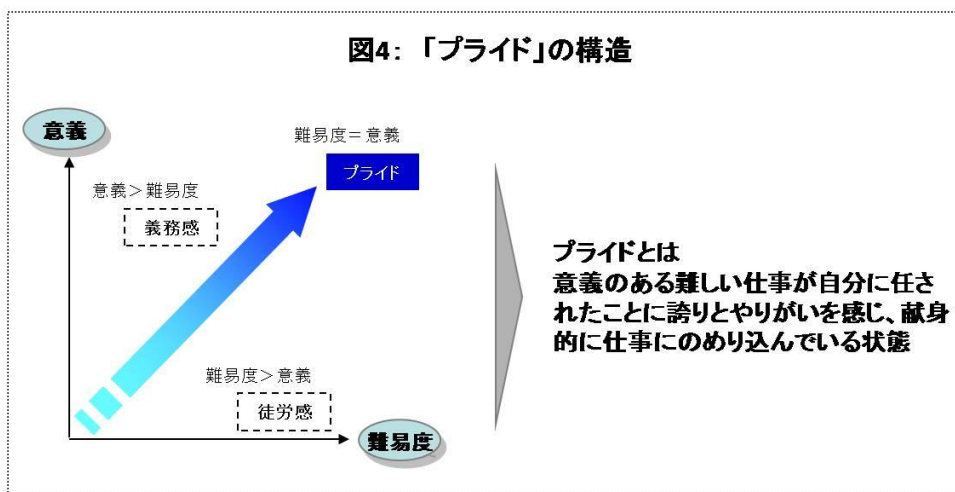 図4:「プライド」の構造
意義
難易度=意義
プライド
意義>難易度
義務感
難易度>意義
徒労感
難易度
プライドとは
意義のある難しい仕事が自分に任さ
れたことに誇りとやりがいを感じ、献身
的に仕事にのめり込んでいる状態